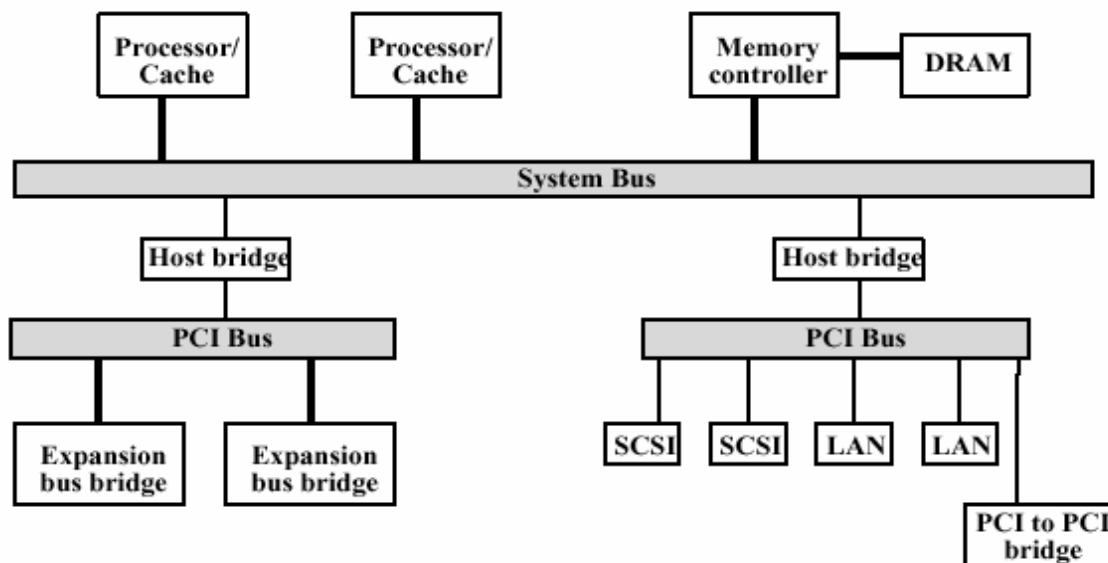 Processor/
Cache
Processor/
Cache
Memory
controller
DRAM
System Bus
Host bridge
Host bridge
PCI Bus
PCI Bus
Expansion
bus bridge
Expansion
bus bridge
SCSI
SCSI
LAN
LAN
PCI to PCI
bridge